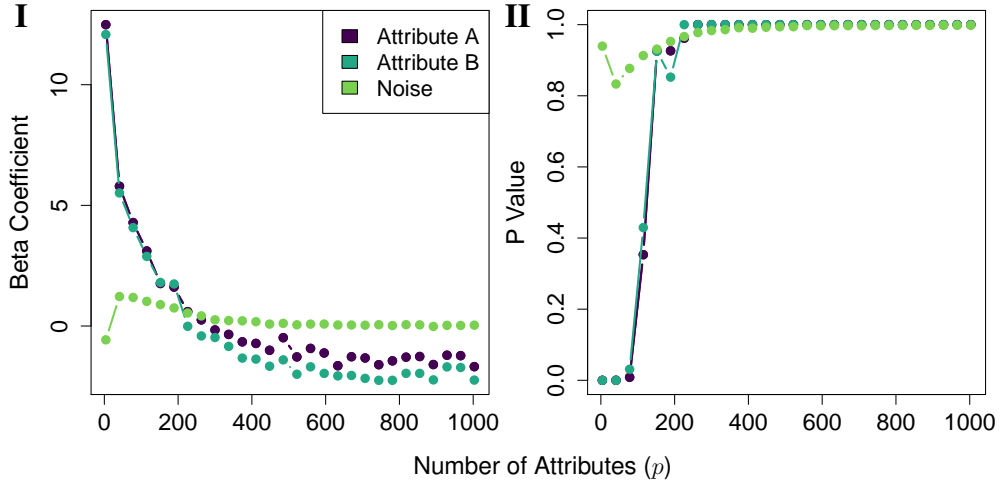 I
Attribute A
Attribute B
Noise
Beta Coefficient
10
5
0
0 200 400 600 800 1000
II
P Value
1.0
0.8
0.6
0.4
0.2
0.0
0 200 400 600 800 1000
Number of Attributes (p)